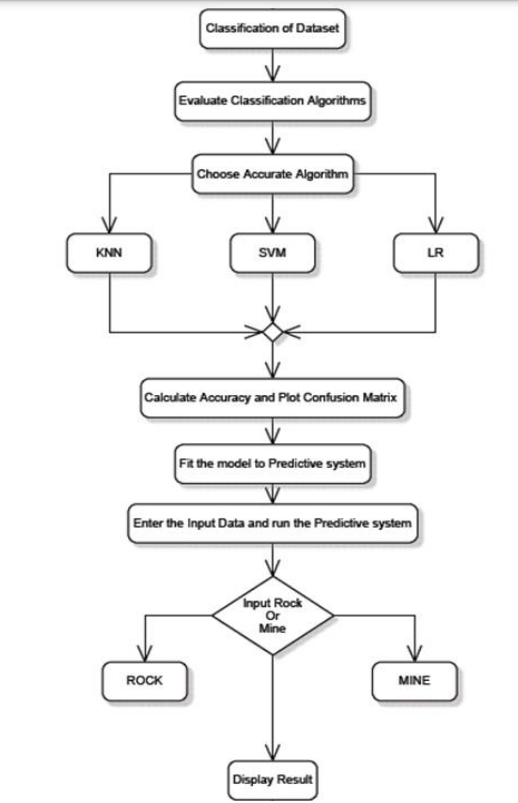 Classification of Dataset
Evaluate Classification Algorithms
Choose Accurate Algorithm
KNN
SVM
LR
Calculate Accuracy and Plot Confusion Matrix
Fit the model to Predictive system
Enter the Input Data and run the Predictive system
Input Rock
Or
Mine
ROCK
MINE
Display Result